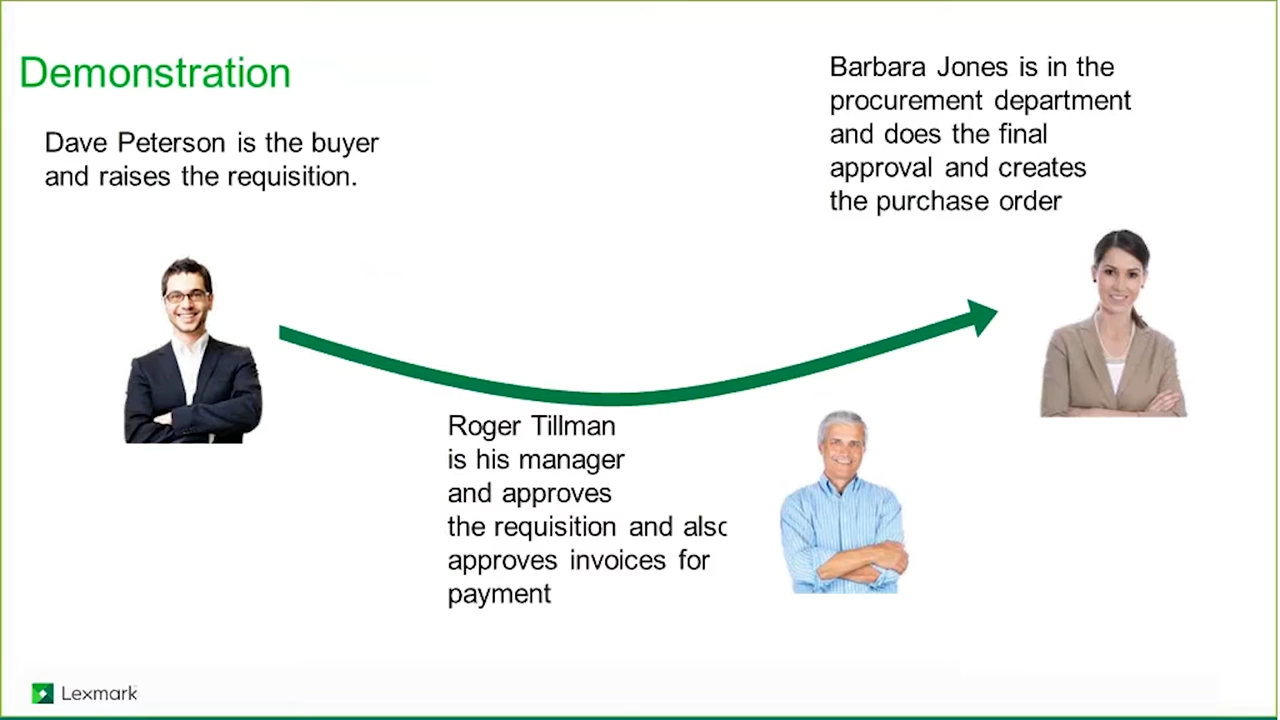 Demonstration
Dave Peterson is the buyer
and raises the requisition.
Barbara Jones is in the
procurement department
and does the final
approval and creates
the purchase order
Roger Tillman
is his manager
and approves
the requisition and also
approves invoices for
payment
Lexmark